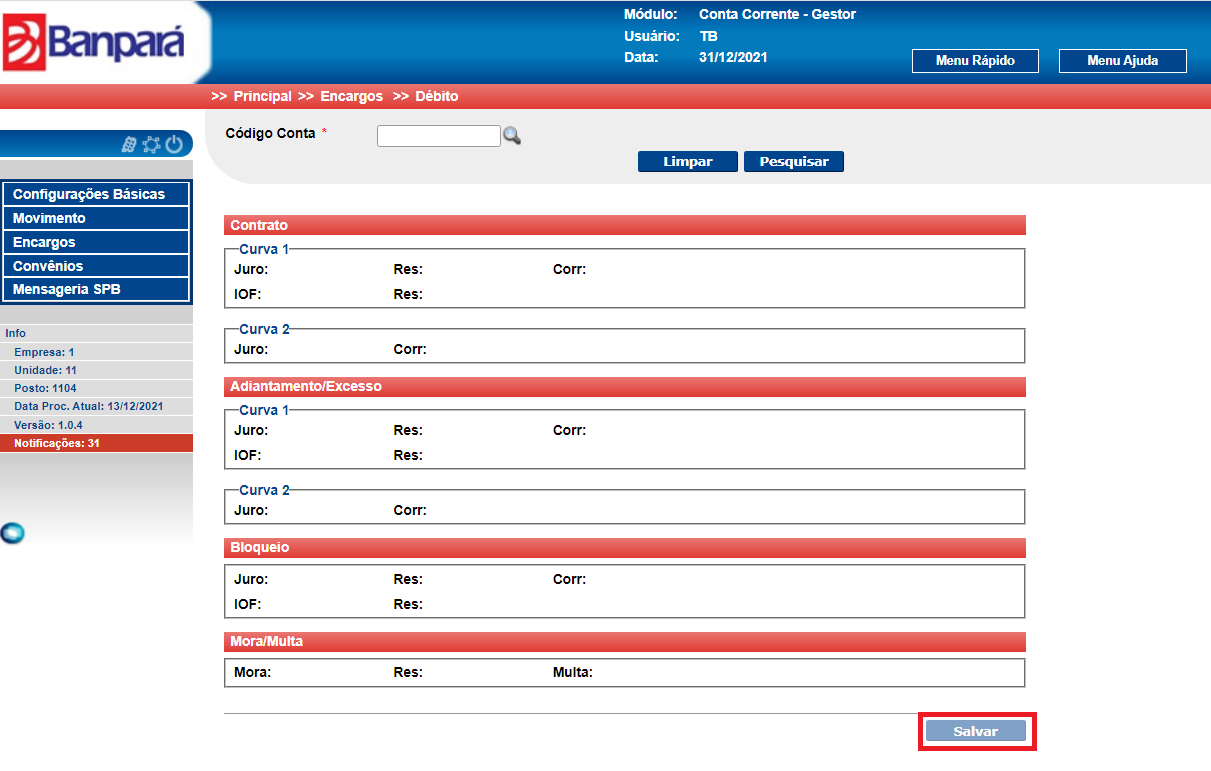 Banpará
Módulo: Conta Corrente - Gestor
Usuário: TB
Data: 31/12/2021
Menu Rápido
Menu Ajuda
>> Principal >> Encargos >> Débito
Código Conta *
Limpar
Pesquisar
Configurações Básicas
Movimento
Encargos
Convênios
Mensageria SPB
Info
Empresa: 1
Unidade: 11
Posto: 1104
Data Proc. Atual: 13/12/2021
Versão: 1.0.4
Notificações: 31
Contrato
Curva 1
Juro: Res: Corr:
IOF: Res:
Curva 2
Juro: Corr:
Adiantamento/Excesso
Curva 1
Juro: Res: Corr:
IOF: Res:
Curva 2
Juro: Corr:
Bloqueio
Juro: Res: Corr:
IOF: Res:
Mora/Multa
Mora: Res: Multa:
Salvar